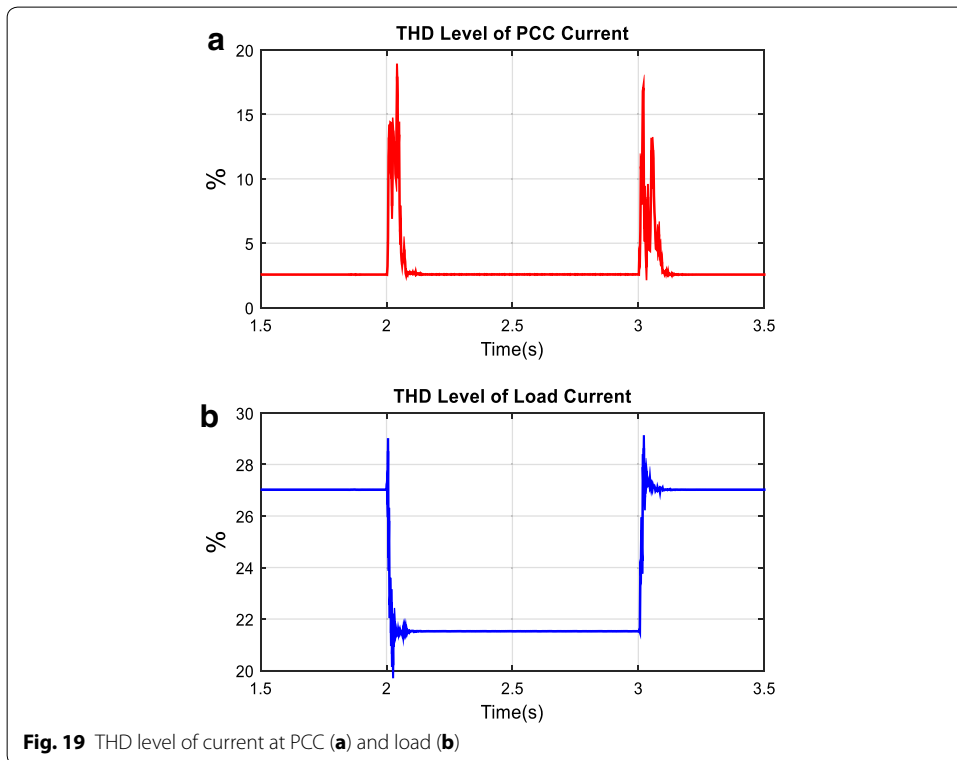 a
THD Level of PCC Current
20
15
10
5
0
%
1.5 2 2.5 3 3.5
Time(s)
b
THD Level of Load Current
30
28
26
24
22
20
%
1.5 2 2.5 3 3.5
Time(s)
Fig. 19 THD level of current at PCC (a) and load (b)